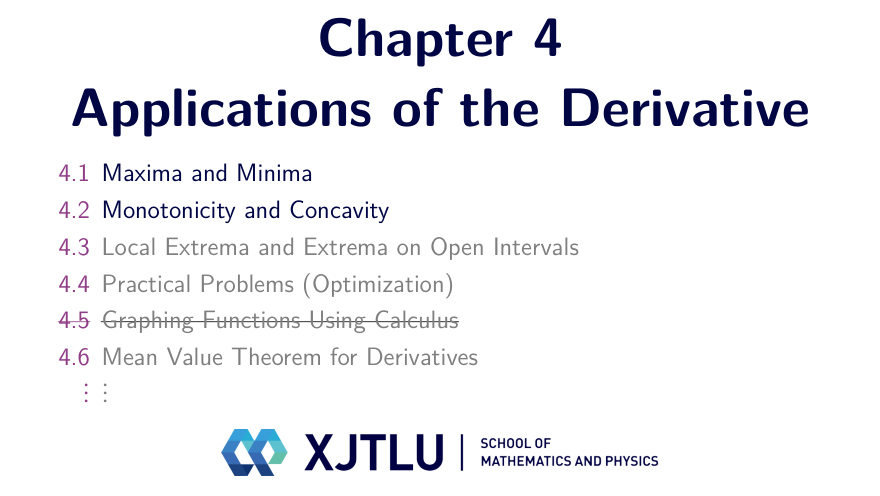 Chapter 4
Applications of the Derivative
4.1 Maxima and Minima
4.2 Monotonicity and Concavity
4.3 Local Extrema and Extrema on Open Intervals
4.4 Practical Problems (Optimization)
4.5 Graphing Functions Using Calculus
4.6 Mean Value Theorem for Derivatives
⋮ ⋮
XJTLU | SCHOOL OF
MATHEMATICS AND PHYSICS